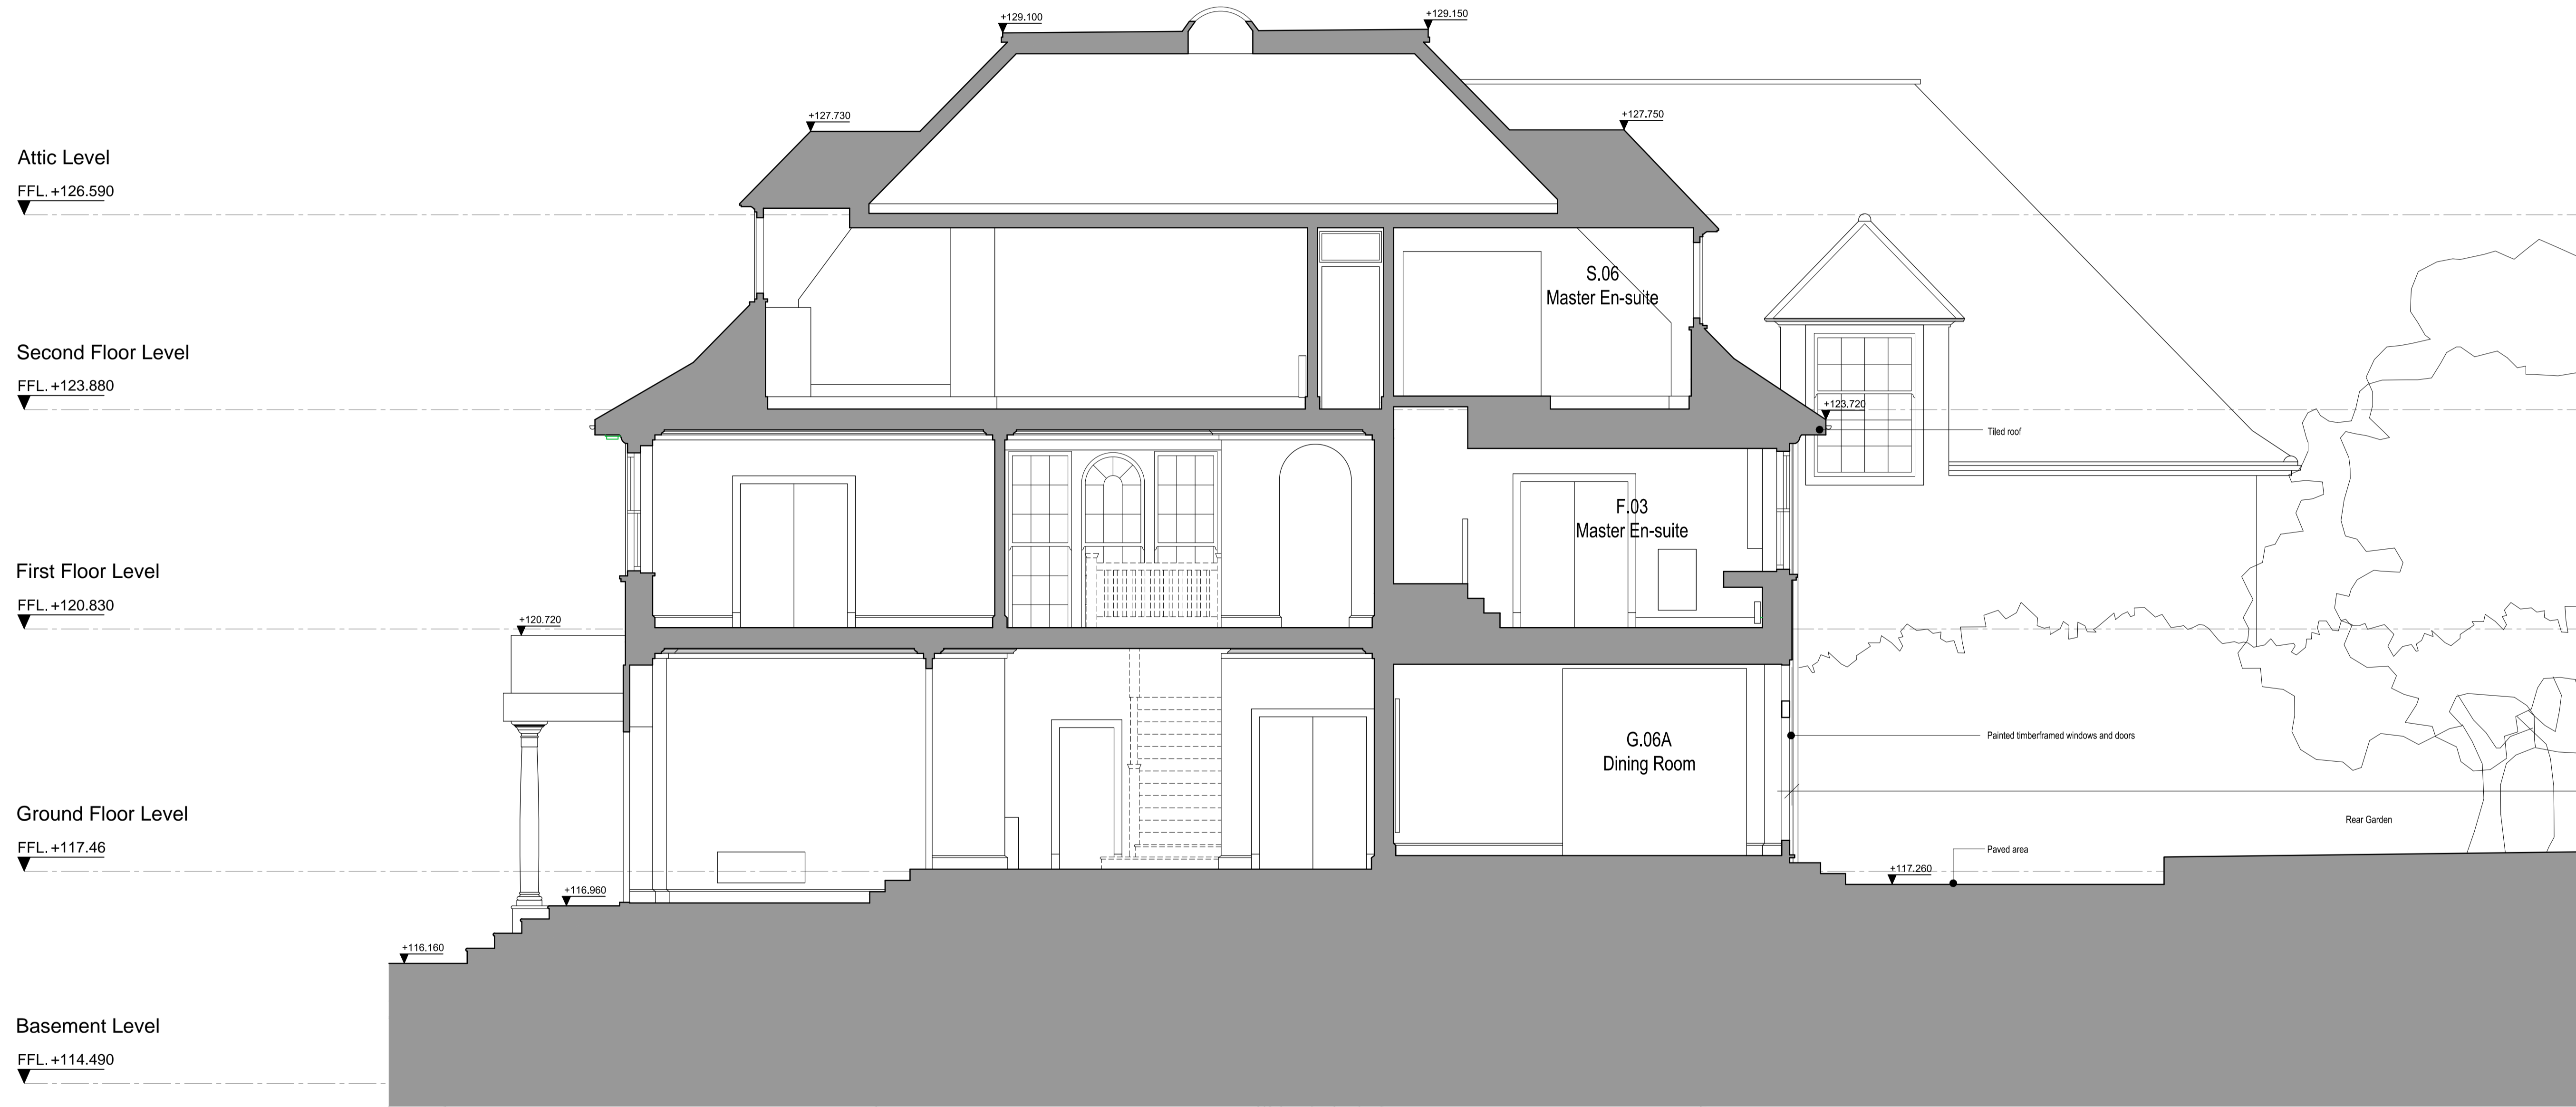 +129.100
+129.150
+127.730
+127.750
Attic Level
FFL. +126.590
S.06
Master En-suite
Second Floor Level
FFL. +123.880
+123.720
Tiled roof
F.03
Master En-suite
First Floor Level
FFL. +120.830
+120.720
Painted timberframed windows and doors
G.06A
Dining Room
Ground Floor Level
FFL. +117.46
Rear Garden
Paved area
+117.260
+116.960
+116.160
Basement Level
FFL. +114.490